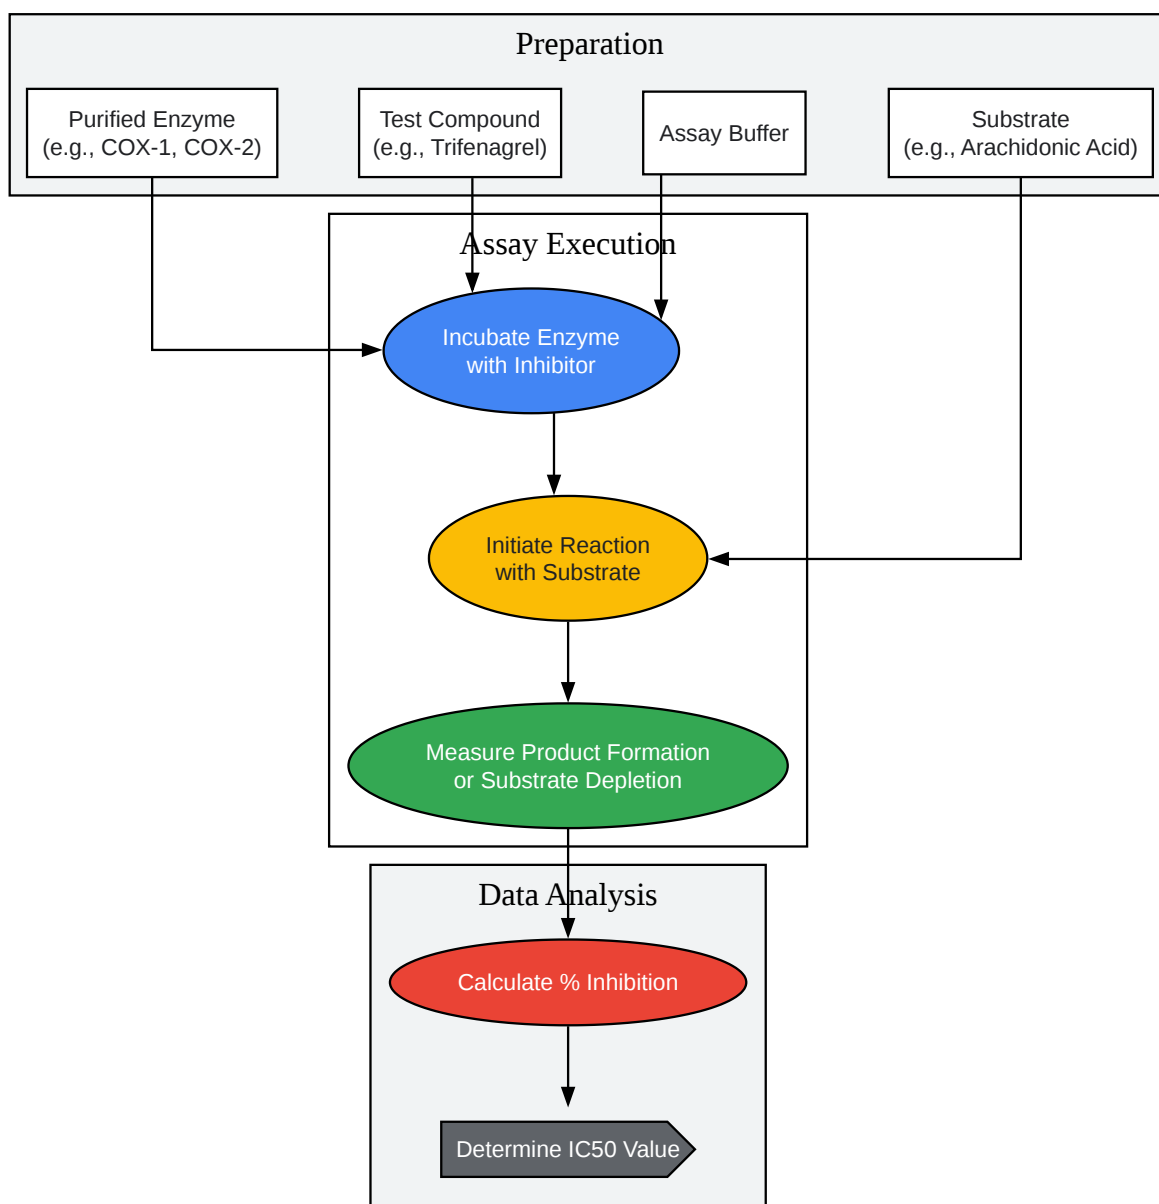 Preparation
Purified Enzyme
(e.g., COX-1, COX-2)
Test Compound
(e.g., Trifenagrel)
Assay Buffer
Substrate
(e.g., Arachidonic Acid)
Assay Execution
Incubate Enzyme
with Inhibitor
Initiate Reaction
with Substrate
Measure Product Formation
or Substrate Depletion
Data Analysis
Calculate % Inhibition
Determine IC50 Value